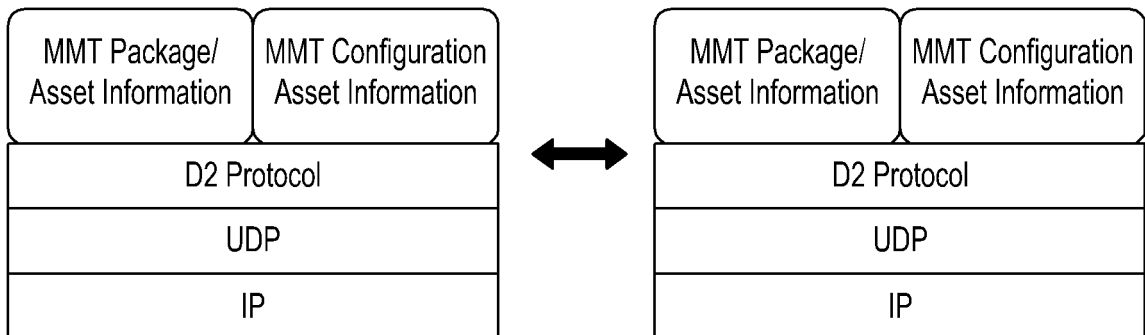 MMT Package/
Asset Information
MMT Configuration
Asset Information
D2 Protocol
UDP
IP
MMT Package/
Asset Information
MMT Configuration
Asset Information
D2 Protocol
UDP
IP